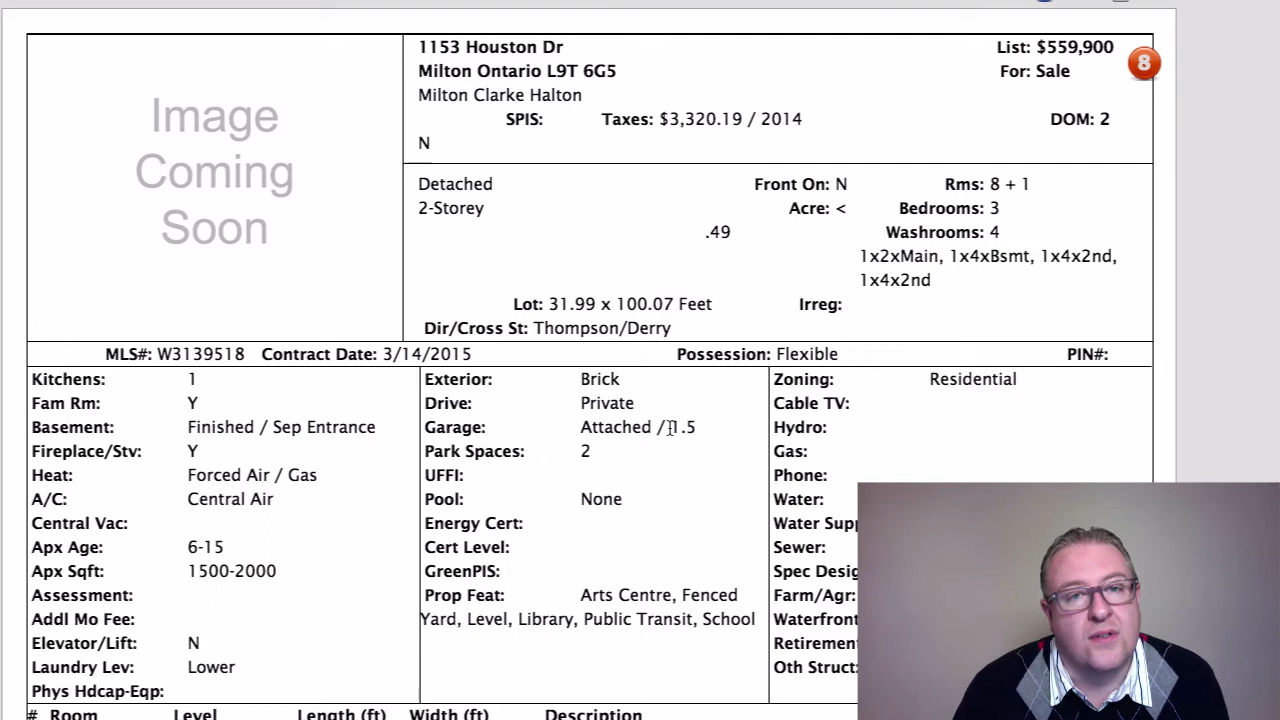 Image
Coming
Soon
1153 Houston Dr
List: $559,900
8
Milton Ontario L9T 6G5
For: Sale
Milton Clarke Halton
SPIS:
Taxes: $3,320.19 / 2014
DOM: 2
N
Detached
Front On: N
Rms: 8 + 1
2-Storey
Acre: <
Bedrooms: 3
.49
Washrooms: 4
1x2xMain, 1x4xBsmt, 1x4x2nd,
1x4x2nd
Lot: 31.99 x 100.07 Feet
Irreg:
Dir/Cross St: Thompson/Derry
MLS#: W3139518 Contract Date: 3/14/2015
Possession: Flexible
PIN#:
Kitchens: 1
Fam Rm: Y
Basement: Finished / Sep Entrance
Fireplace/Stv: Y
Heat: Forced Air / Gas
A/C: Central Air
Central Vac:
Apx Age: 6-15
Apx Sqft: 1500-2000
Assessment:
Addl Mo Fee:
Elevator/Lift: N
Laundry Lev: Lower
Phys Hdcap-Eqp:
Exterior: Brick
Drive: Private
Garage: Attached / 1.5
Park Spaces: 2
UFFI:
Pool: None
Energy Cert:
Cert Level:
GreenPIS:
Prop Feat: Arts Centre, Fenced
Yard, Level, Library, Public Transit, School
Zoning: Residential
Cable TV:
Hydro:
Gas:
Phone:
Water:
Water Supp
Sewer:
Spec Desig
Farm/Agr:
Waterfront
Retirement
Oth Struct:
# Room Level Length (ft) Width (ft) Description